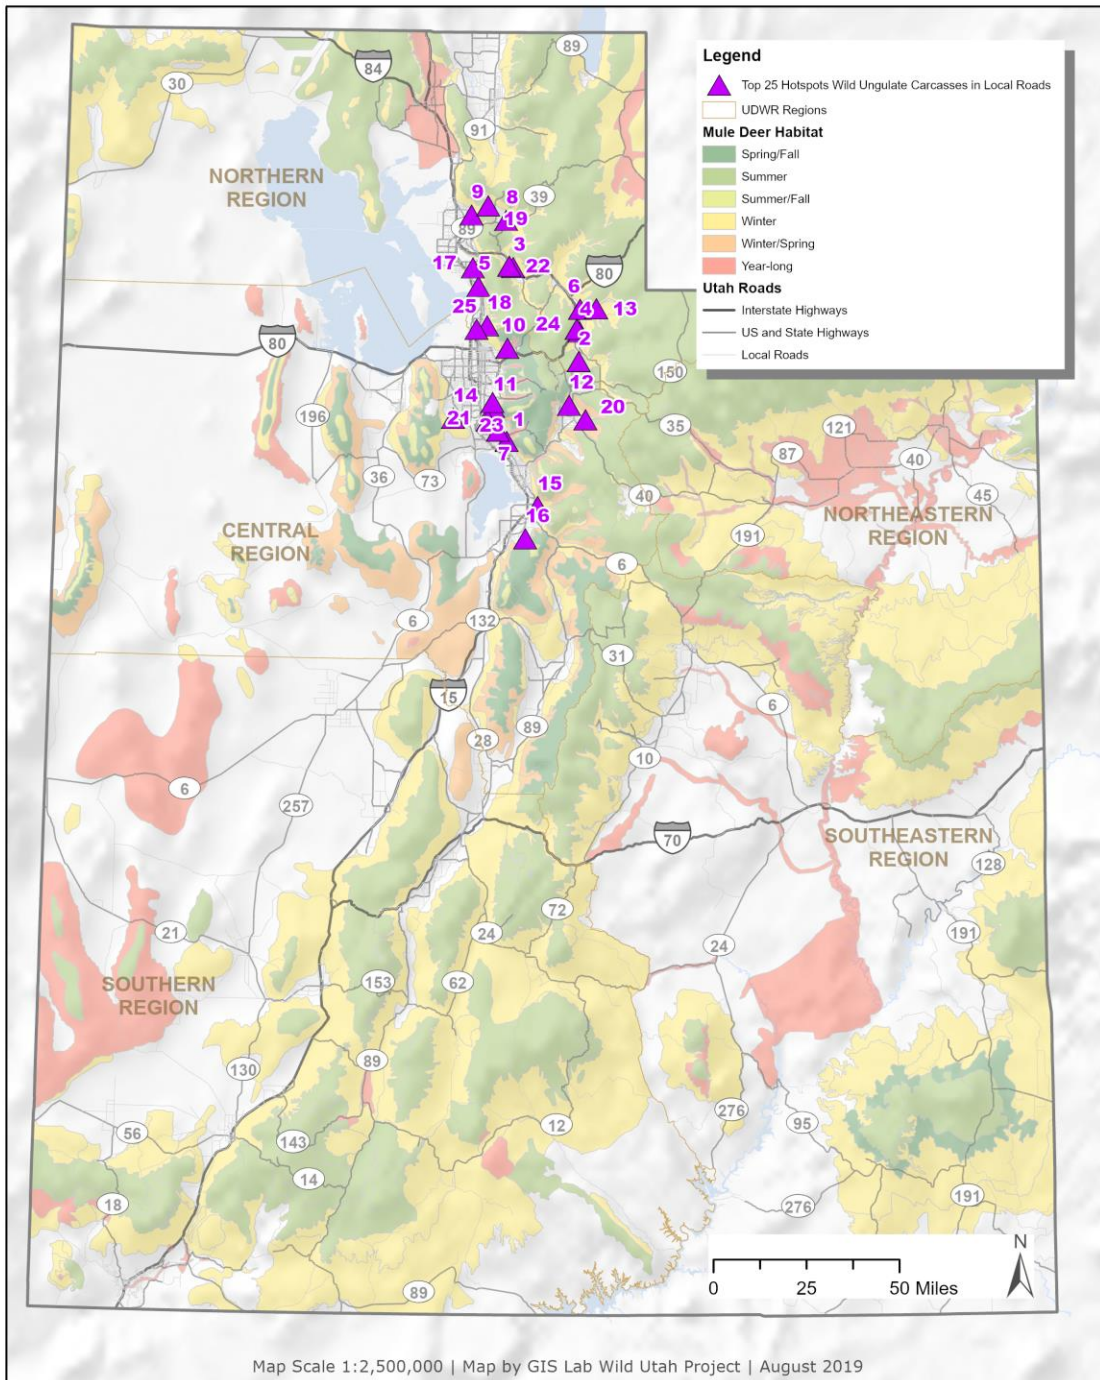 Legend
Top 25 Hotspots Wild Ungulate Carcasses in Local Roads
UDWR Regions
Mule Deer Habitat
Spring/Fall
Summer
Summer/Fall
Winter
Winter/Spring
Year-long
Utah Roads
Interstate Highways
US and State Highways
Local Roads
89
84
30
91
NORTHERN
REGION
39
9
8
19
89
3
17
5
22
80
6
25
18
4
13
10
24
2
80
12
150
11
14
20
196
21
23
1
35
121
7
87
40
36
73
15
40
45
16
NORTHEASTERN
REGION
CENTRAL
REGION
191
6
6
132
31
15
89
6
28
10
6
257
70
SOUTHEASTERN
REGION
128
72
21
24
24
191
SOUTHERN
REGION
153
62
89
130
276
12
95
56
143
14
18
191
276
89
N
0
25
50 Miles
Map Scale 1:2,500,000 | Map by GIS Lab Wild Utah Project | August 2019